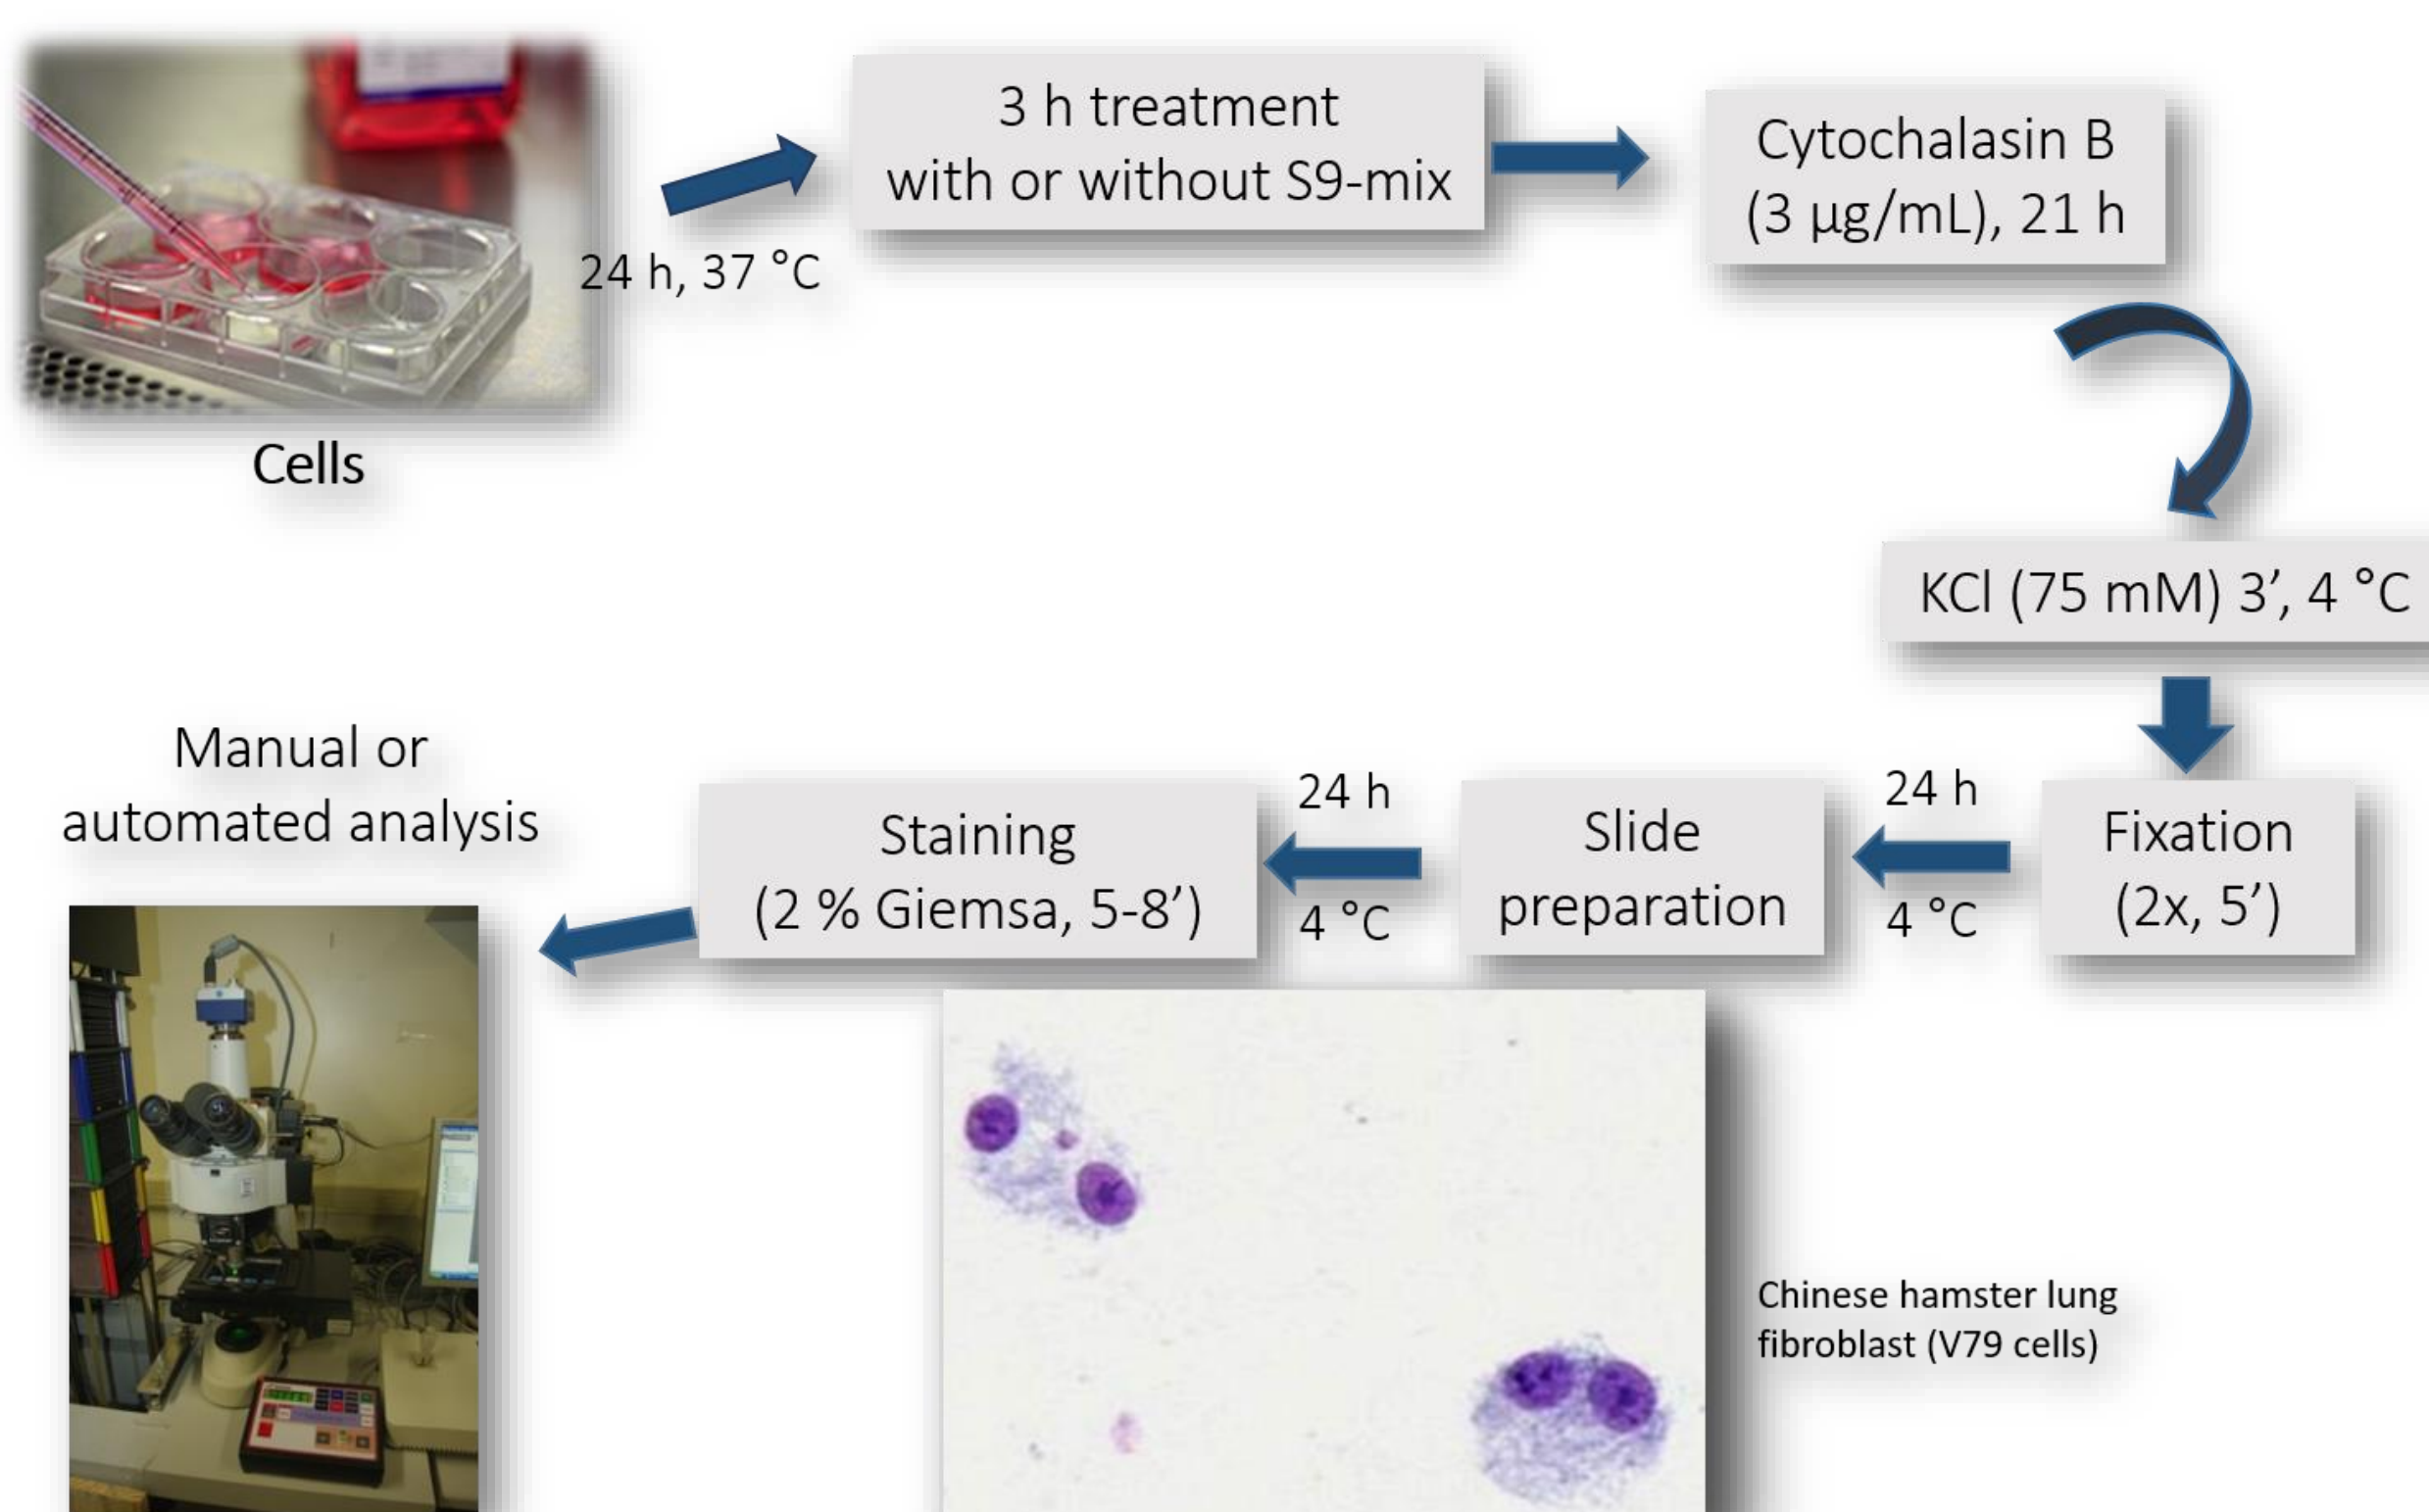 Cells
24 h, 37 °C
3 h treatment
with or without S9-mix
Cytochalasin B
(3 µg/mL), 21 h
KCl (75 mM) 3’, 4 °C
Fixation
(2x, 5’)
24 h
4 °C
Slide
preparation
24 h
4 °C
Staining
(2 % Giemsa, 5-8’)
Manual or
automated analysis
Chinese hamster lung
fibroblast (V79 cells)